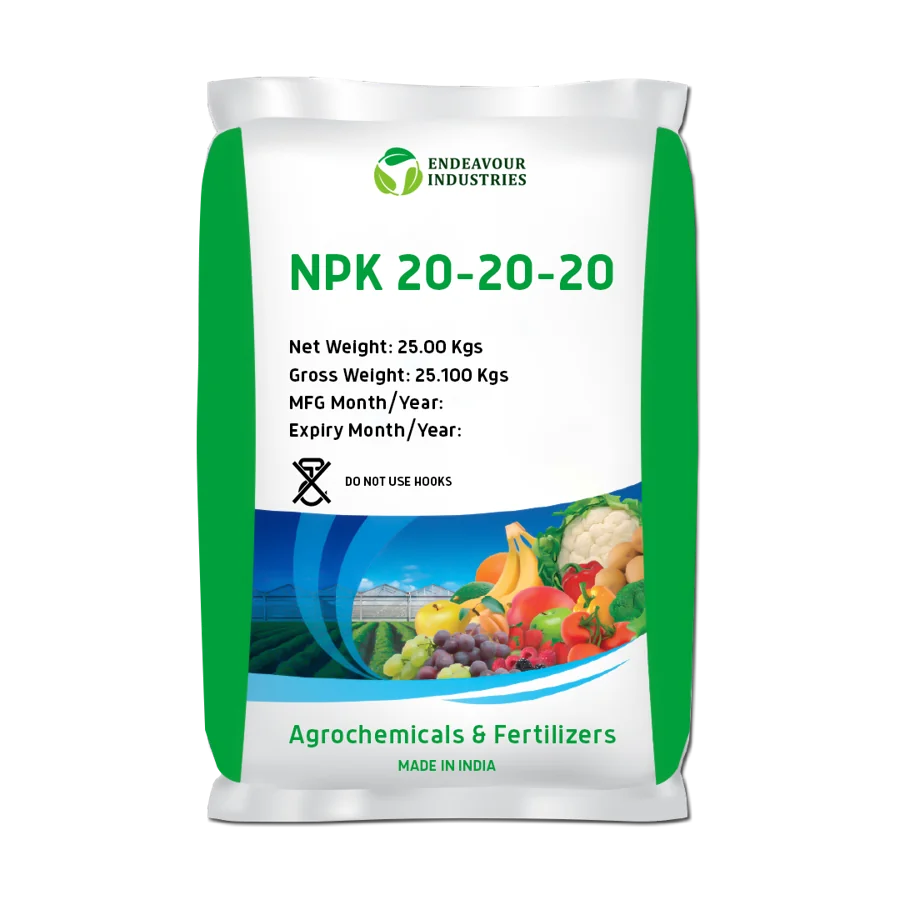 ENDEAVOUR
INDUSTRIES
NPK 20-20-20
Net Weight: 25.00 Kgs
Gross Weight: 25.100 Kgs
MFG Month/Year:
Expiry Month/Year:
DO NOT USE HOOKS
Agrochemicals & Fertilizers
MADE IN INDIA